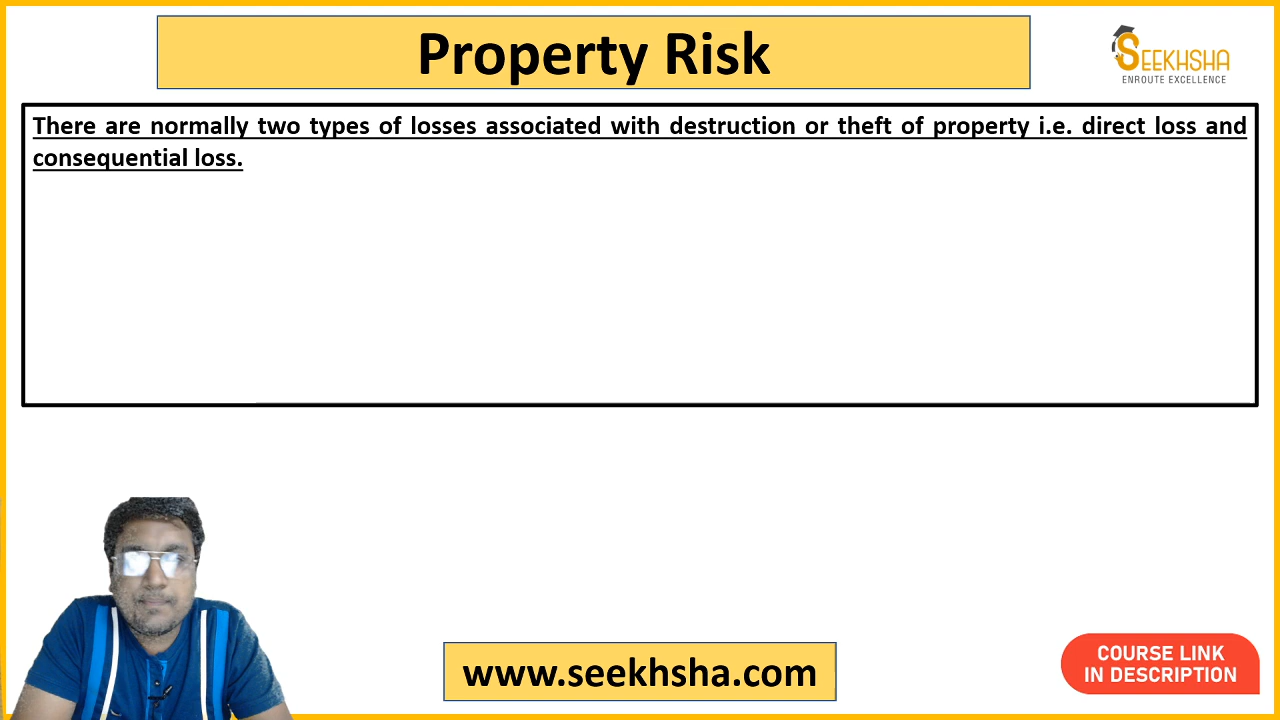 Property Risk
SEEKHSHA
ENROUTE EXCELLENCE
There are normally two types of losses associated with destruction or theft of property i.e. direct loss and
consequential loss.
www.seekhsha.com
COURSE LINK
IN DESCRIPTION